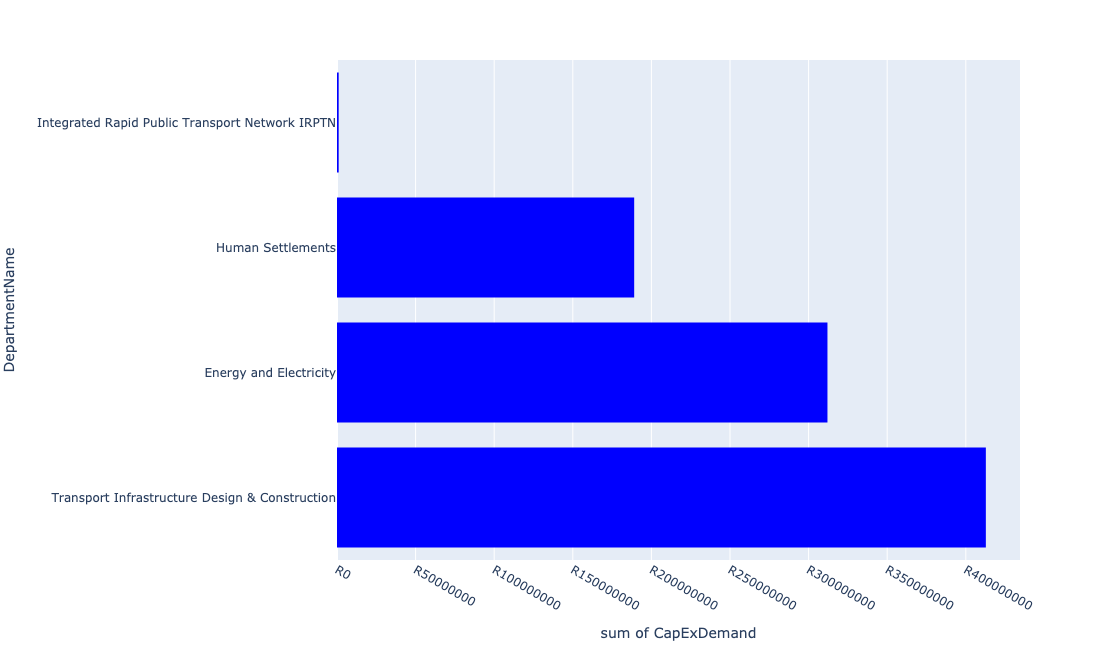 Integrated Rapid Public Transport Network IRPTN
Human Settlements
Energy and Electricity
Transport Infrastructure Design & Construction
DepartmentName
R0
R50000000
R100000000
R150000000
R200000000
R250000000
R300000000
R350000000
R400000000
sum of CapExDemand